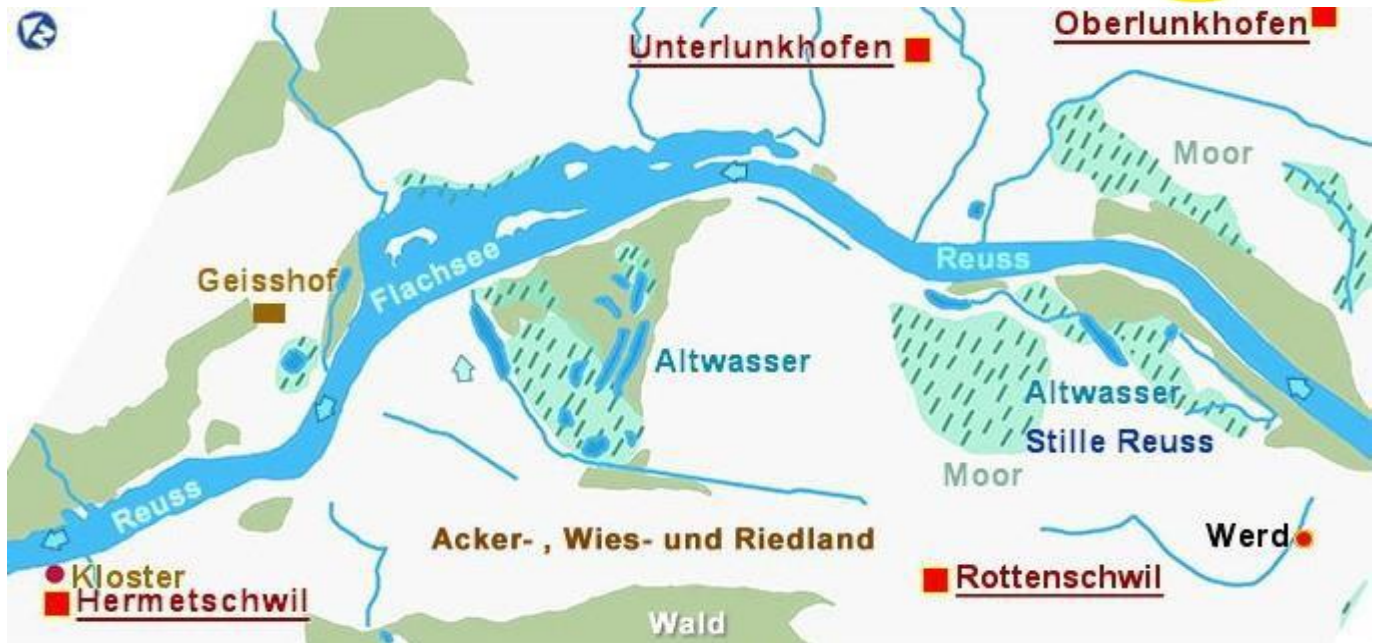 Oberlunkhofen
Unterlunkhofen
Moor
Reuss
Geisshof
Flachsee
Altwasser
Altwasser
Stille Reuss
Moor
Reuss
Acker- , Wies- und Riedland
Werd
Kloster
Hermetschwil
Rottenschwil
Wald